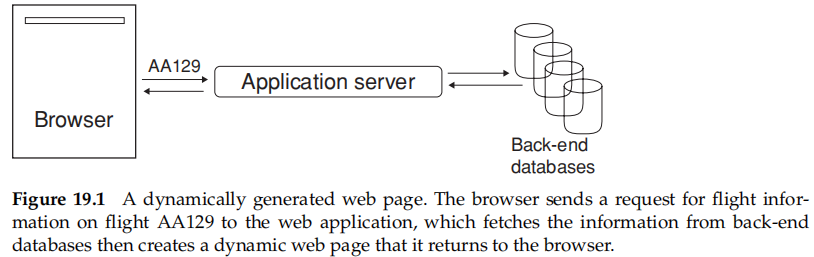 AA129
Application server
Browser
Back-end
databases
Figure 19.1 A dynamically generated web page. The browser sends a request for flight infor-
mation on flight AA129 to the web application, which fetches the information from back-end
databases then creates a dynamic web page that it returns to the browser.